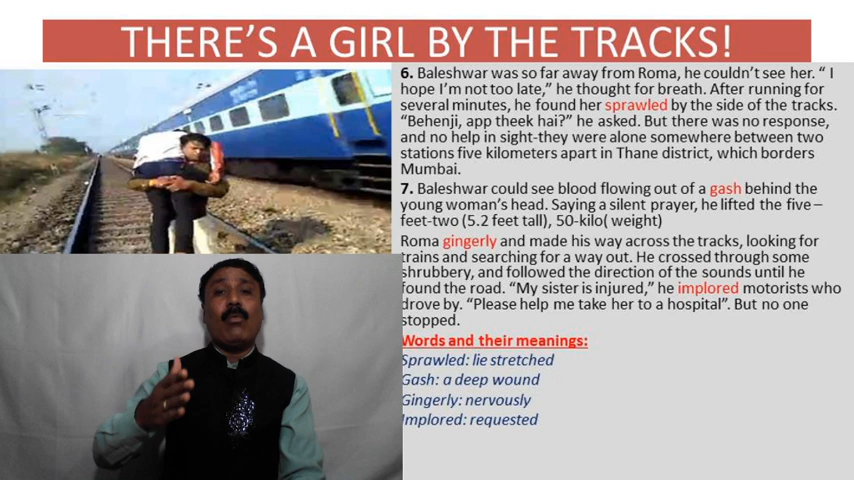 THERE'S A GIRL BY THE TRACKS!
6. Baleshwar was so far away from Roma, he couldn't see her. " I
hope I'm not too late," he thought for breath. After running for
several minutes, he found her sprawled by the side of the tracks.
"Behenji, app theek hai?" he asked. But there was no response,
and no help in sight-they were alone somewhere between two
stations five kilometers apart in Thane district, which borders
Mumbai.
7. Baleshwar could see blood flowing out of a gash behind the
young woman's head. Saying a silent prayer, he lifted the five –
feet-two (5.2 feet tall), 50-kilo( weight)
Roma gingerly and made his way across the tracks, looking for
trains and searching for a way out. He crossed through some
shrubbery, and followed the direction of the sounds until he
found the road. "My sister is injured," he implored motorists who
drove by. "Please help me take her to a hospital". But no one
stopped.
Words and their meanings:
Sprawled: lie stretched
Gash: a deep wound
Gingerly: nervously
Implored: requested